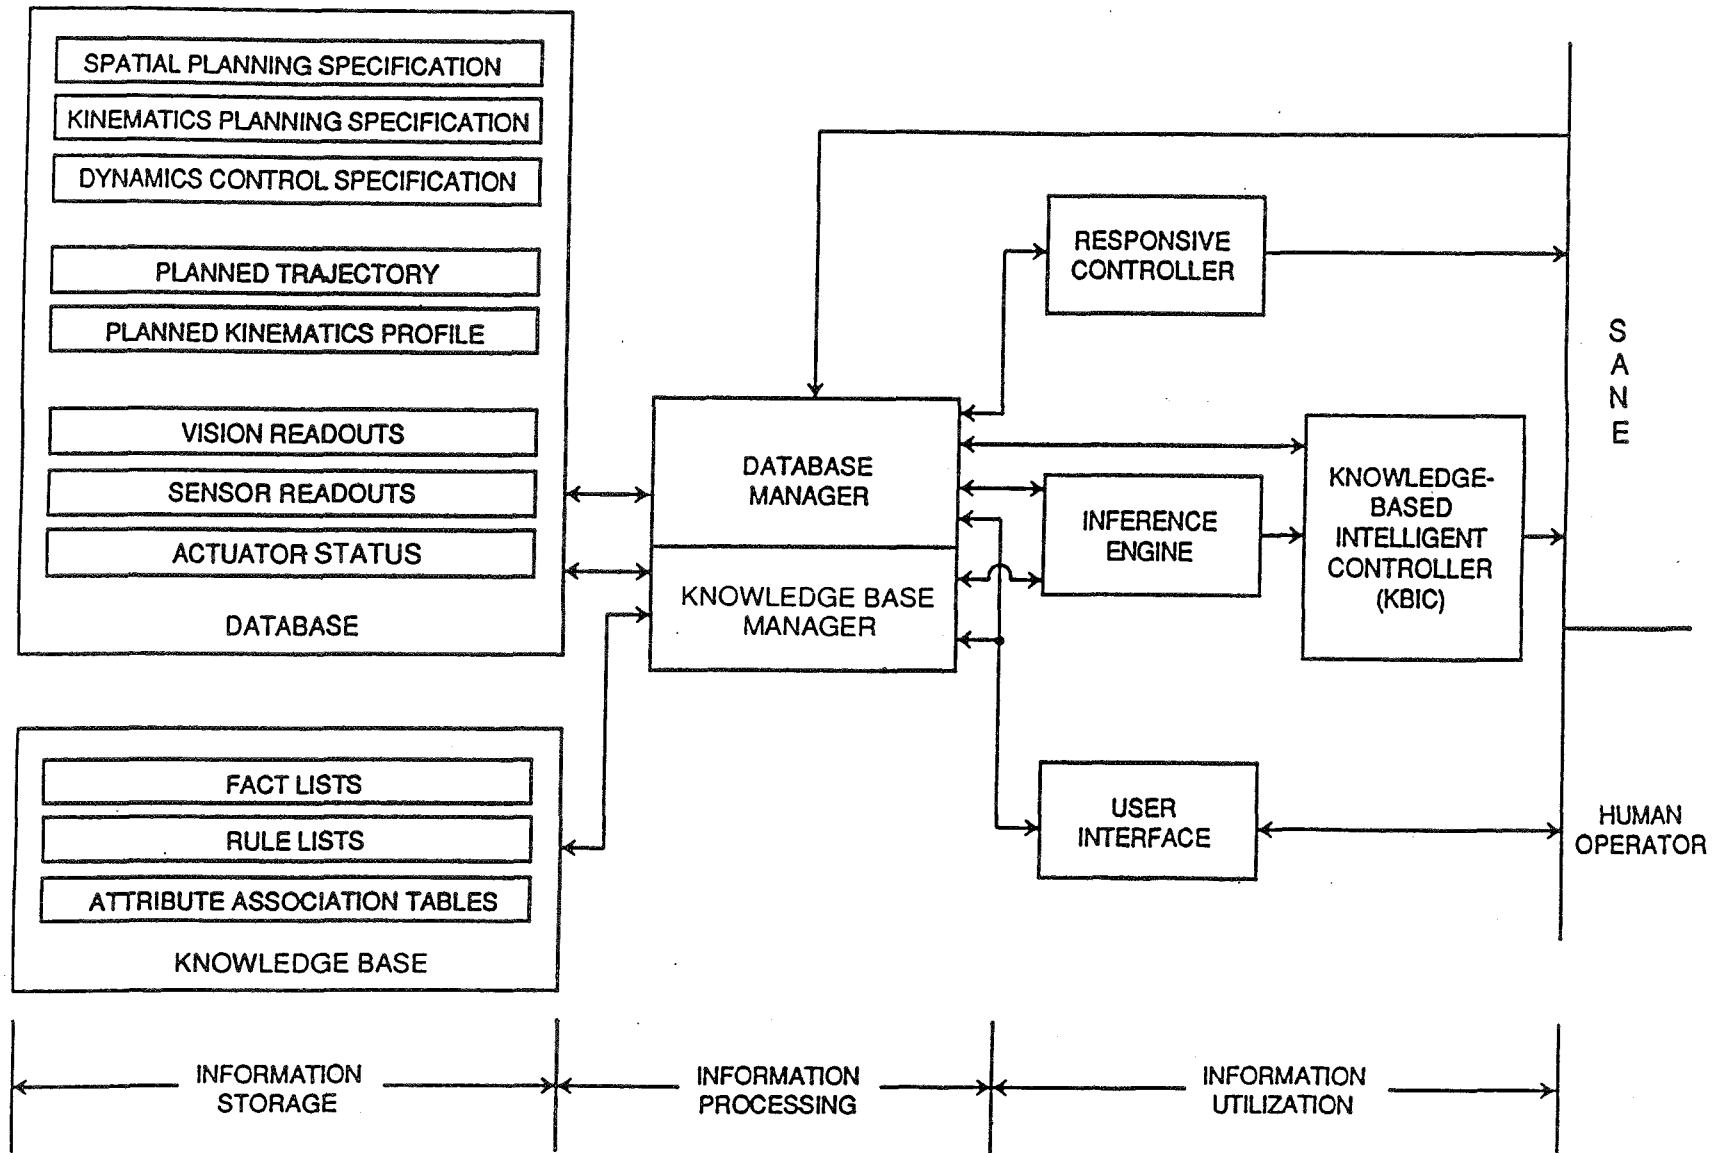 SPATIAL PLANNING SPECIFICATION
KINEMATICS PLANNING SPECIFICATION
DYNAMICS CONTROL SPECIFICATION
PLANNED TRAJECTORY
PLANNED KINEMATICS PROFILE
VISION READOUTS
SENSOR READOUTS
ACTUATOR STATUS
DATABASE
FACT LISTS
RULE LISTS
ATTRIBUTE ASSOCIATION TABLES
KNOWLEDGE BASE
DATABASE
MANAGER
KNOWLEDGE BASE
MANAGER
RESPONSIVE
CONTROLLER
INFERENCE
ENGINE
KNOWLEDGE-
BASED
INTELLIGENT
CONTROLLER
(KBIC)
USER
INTERFACE
S
A
N
E
HUMAN
OPERATOR
INFORMATION
STORAGE
INFORMATION
PROCESSING
INFORMATION
UTILIZATION